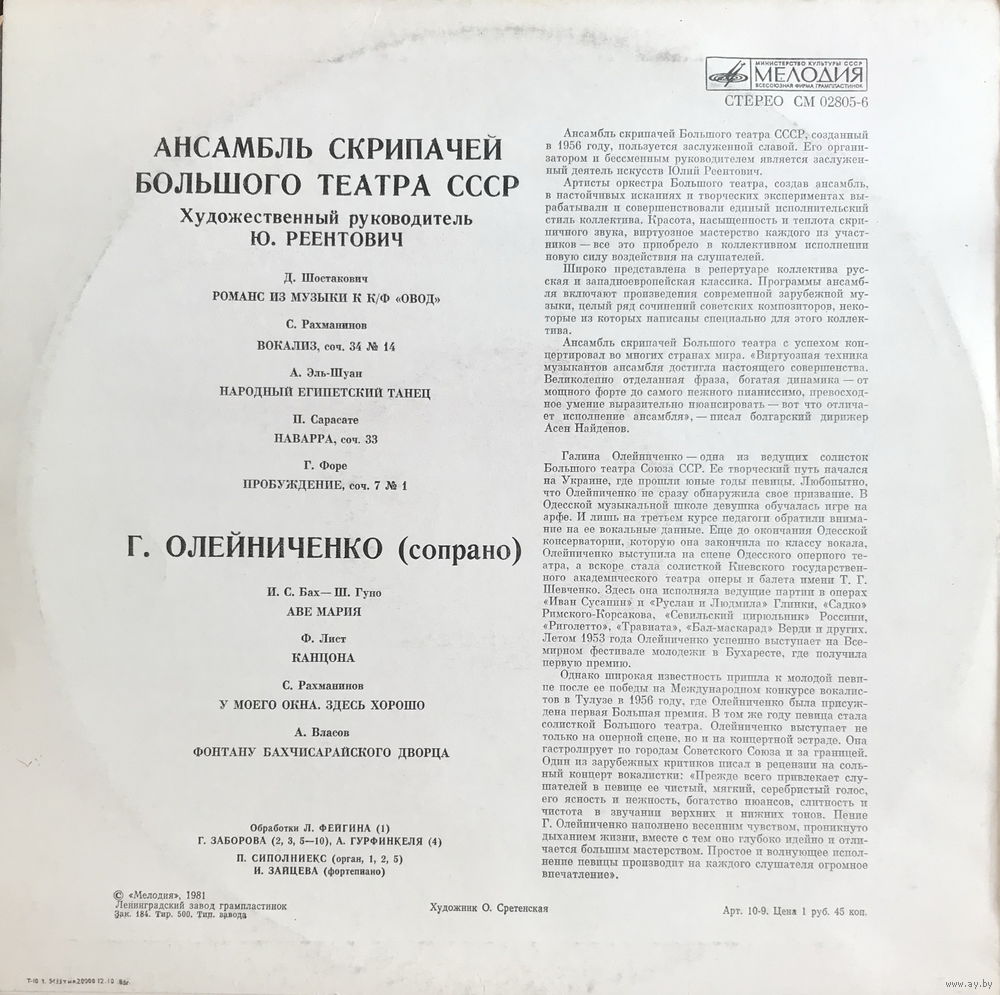 МИНИСТЕРСТВО КУЛЬТУРЫ СССР
МЕЛОДИЯ
ВСЕСОЮЗНАЯ ФИРМА ГРАМПЛАСТИНОК
СТЕРЕО СМ 02805-6
АНСАМБЛЬ СКРИПАЧЕЙ
БОЛЬШОГО ТЕАТРА СССР
Художественный руководитель
Ю. РЕЕНТОВИЧ
Д. Шостакович
РОМАНС ИЗ МУЗЫКИ К К/Ф «ОВОД»
С. Рахманинов
ВОКАЛИЗ, соч. 34 № 14
А. Эль-Шуан
НАРОДНЫЙ ЕГИПЕТСКИЙ ТАНЕЦ
П. Сарасате
НАВАРРА, соч. 33
Г. Форе
ПРОБУЖДЕНИЕ, соч. 7 № 1
Г. ОЛЕЙНИЧЕНКО (сопрано)
И. С. Бах—Ш. Гуно
АВЕ МАРИЯ
Ф. Лист
КАНЦОНА
С. Рахманинов
У МОЕГО ОКНА. ЗДЕСЬ ХОРОШО
А. Власов
ФОНТАНУ БАХЧИСАРАЙСКОГО ДВОРЦА
Обработки Л. ФЕЙГИНА (1)
Г. ЗАБОРОВА (2, 3, 5—10), А. ГУРФИНКЕЛЯ (4)
П. СИПОЛНИЕКС (орган, 1, 2, 5)
И. ЗАЙЦЕВА (фортепиано)
Ансамбль скрипачей Большого театра СССР, созданный
в 1956 году, пользуется заслуженной славой. Его органи-
затором и бессменным руководителем является заслужен-
ный деятель искусств Юлий Реентович.
Артисты оркестра Большого театра, создав ансамбль,
в настойчивых исканиях и творческих экспериментах вы-
рабатывали и совершенствовали единый исполнительский
стиль коллектива. Красота, насыщенность и теплота скри-
пичного звука, виртуозное мастерство каждого из участ-
ников — все это приобрело в коллективном исполнении
новую силу воздействия на слушателей.
Широко представлена в репертуаре коллектива рус-
ская и западноевропейская классика. Программы ансамб-
ля включают произведения современной зарубежной му-
зыки, целый ряд сочинений советских композиторов, неко-
торые из которых написаны специально для этого коллек-
тива.
Ансамбль скрипачей Большого театра с успехом кон-
цертировал во многих странах мира. «Виртуозная техника
музыкантов ансамбля достигла настоящего совершенства.
Великолепно отделанная фраза, богатая динамика — от
мощного форте до самого нежного пианиссимо, превосход-
ное умение выразительно нюансировать — вот что отлича-
ет исполнение ансамбля», — писал болгарский дирижер
Асен Найденов.
Галина Олейниченко — одна из ведущих солисток
Большого театра Союза ССР. Ее творческий путь начался
на Украине, где прошли юные годы певицы. Любопытно,
что Олейниченко не сразу обнаружила свое призвание. В
Одесской музыкальной школе девушка обучалась игре на
арфе. И лишь на третьем курсе педагоги обратили внима-
ние на ее вокальные данные. Еще до окончания Одесской
консерватории, которую она закончила по классу вокала,
Олейниченко выступила на сцене Одесского оперного те-
атра, а вскоре стала солисткой Киевского государствен-
ного академического театра оперы и балета имени Т. Г.
Шевченко. Здесь она исполняла ведущие партии в операх
«Иван Сусанин» и «Руслан и Людмила» Глинки, «Садко»
Римского-Корсакова, «Севильский цирюльник» Россини,
«Риголетто», «Травиата», «Бал-маскарад» Верди и других.
Летом 1953 года Олейниченко успешно выступает на Все-
мирном фестивале молодежи в Бухаресте, где получила
первую премию.
Однако широкая известность пришла к молодой певи-
це после ее победы на Международном конкурсе вокалис-
тов в Тулузе в 1956 году, где Олейниченко была присуж-
дена первая Большая премия. В том же году певица стала
солисткой Большого театра. Олейниченко выступает не
только на оперной сцене, но и на концертной эстраде. Она
гастролирует по городам Советского Союза и за границей.
Один из зарубежных критиков писал в рецензии на соль-
ный концерт вокалистки: «Прежде всего привлекает слу-
шателей в певице ее чистый, мягкий, серебристый голос,
его ясность и нежность, богатство нюансов, слитность и
чистота в звучании верхних и нижних тонов. Пение
Г. Олейниченко наполнено весенним чувством, проникнуто
дыханием жизни, вместе с тем оно глубоко идейно и отли-
чается большим мастерством. Простое и волнующее испол-
нение певицы производит на каждого слушателя огромное
впечатление».
© «Мелодия», 1981
Ленинградский завод грампластинок
Зак. 184. Тир. 500. Тип. завода
Художник О. Сретенская
Арт. 10-9. Цена 1 руб. 45 коп.
www.ay.by